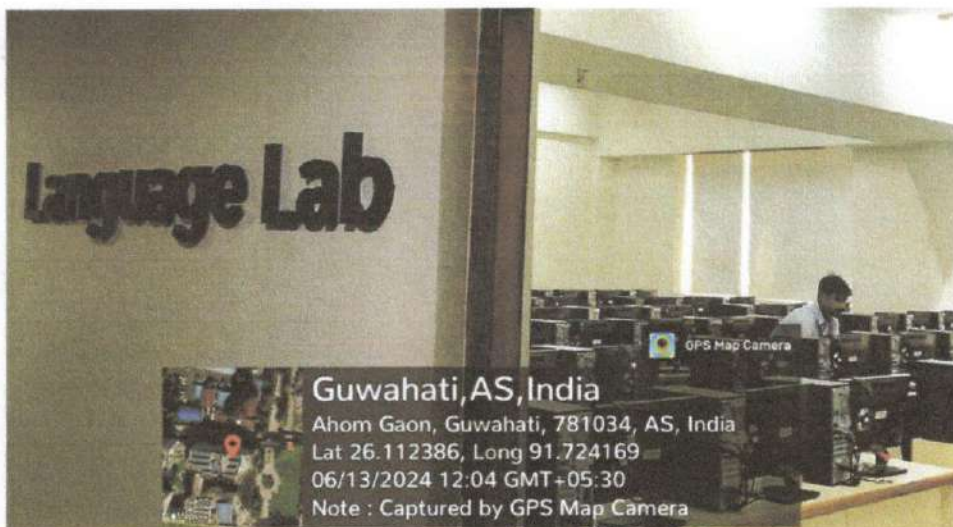 Language Lab
GPS Map Camera
Guwahati,AS,India
Ahom Gaon, Guwahati, 781034, AS, India
Lat 26.112386, Long 91.724169
06/13/2024 12:04 GMT+05:30
Note : Captured by GPS Map Camera